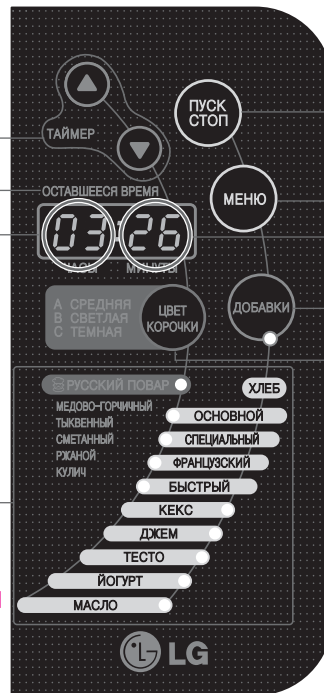 ПУСК
СТОП
ТАЙМЕР
МЕНЮ
ОСТАВШЕЕСЯ ВРЕМЯ
03:26
ЧАСЫ МИНУТЫ
A СРЕДНЯЯ
B СВЕТЛАЯ
C ТЕМНАЯ
ЦВЕТ
КОРОЧКИ
ДОБАВКИ
РУССКИЙ ПОВАР
ХЛЕБ
МЕДОВО-ГОРЧИЧНЫЙ
ТЫКВЕННЫЙ
СМЕТАННЫЙ
РЖАНОЙ
КУЛИЧ
ОСНОВНОЙ
СПЕЦИАЛЬНЫЙ
ФРАНЦУЗСКИЙ
БЫСТРЫЙ
КЕКС
ДЖЕМ
ТЕСТО
ЙОГУРТ
МАСЛО
LG